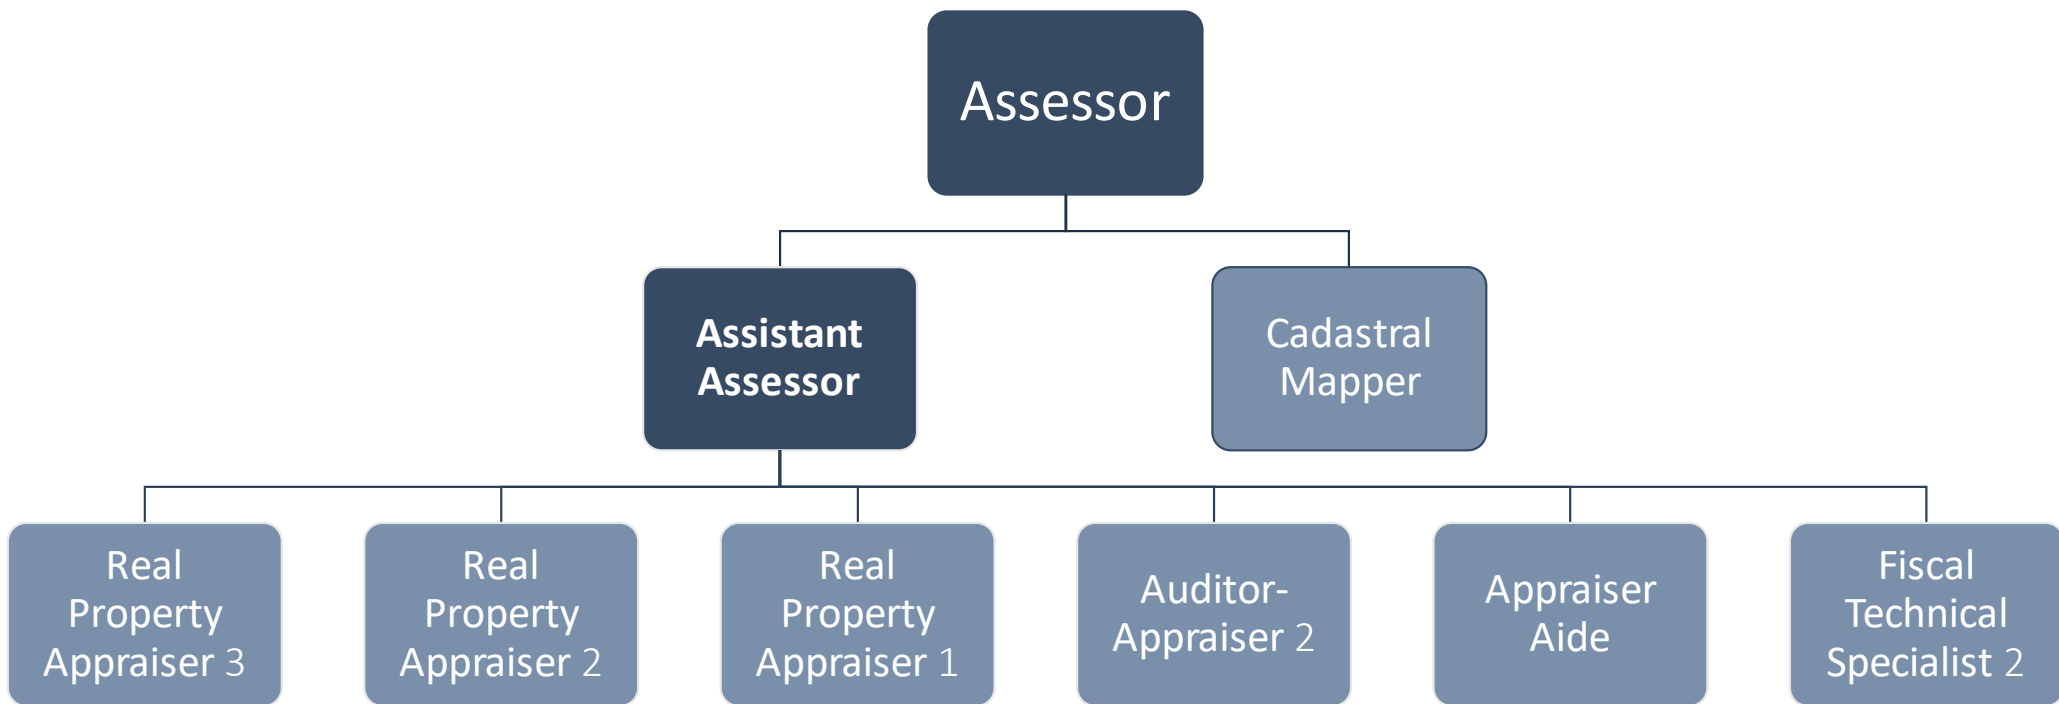 Assessor
Assistant
Assessor
Cadastral
Mapper
Real
Property
Appraiser 3
Real
Property
Appraiser 2
Real
Property
Appraiser 1
Auditor-
Appraiser 2
Appraiser
Aide
Fiscal
Technical
Specialist 2